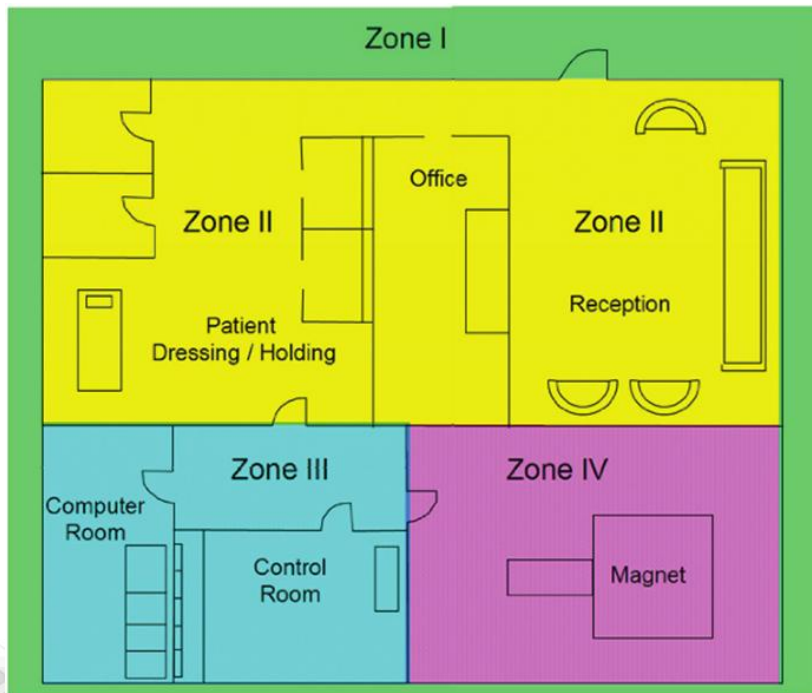 Zone I
Office
Zone II
Zone II
Reception
Patient
Dressing / Holding
Zone III
Zone IV
Computer
Room
Control
Room
Magnet